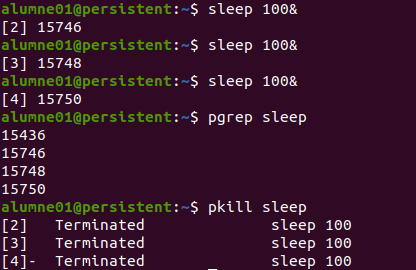 alumne01@persistent:~$ sleep 100&
[2] 15746
alumne01@persistent:~$ sleep 100&
[3] 15748
alumne01@persistent:~$ sleep 100&
[4] 15750
alumne01@persistent:~$ pgrep sleep
15436
15746
15748
15750
alumne01@persistent:~$ pkill sleep
[2]   Terminated              sleep 100
[3]   Terminated              sleep 100
[4]-  Terminated              sleep 100